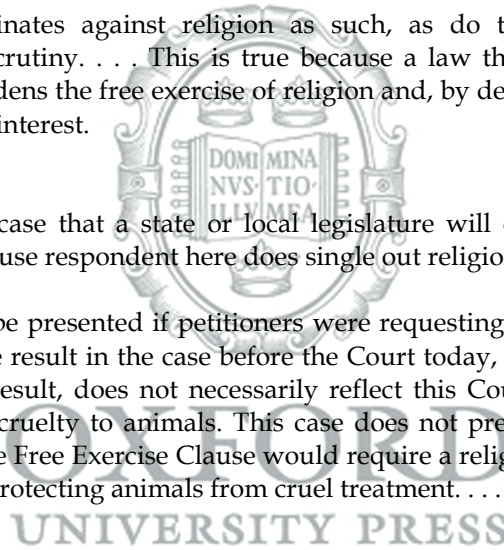 inates against religion as such, as do t
crutiny. . . . This is true because a law th
dens the free exercise of religion and, by de
interest.
DOMI MINA
NVS TIO
ILLV MEA
case that a state or local legislature will
use respondent here does single out religio
be presented if petitioners were requesting
e result in the case before the Court today,
result, does not necessarily reflect this Cou
cruelty to animals. This case does not pre
e Free Exercise Clause would require a relig
rotecting animals from cruel treatment. . . .
OXFORD
UNIVERSITY PRESS